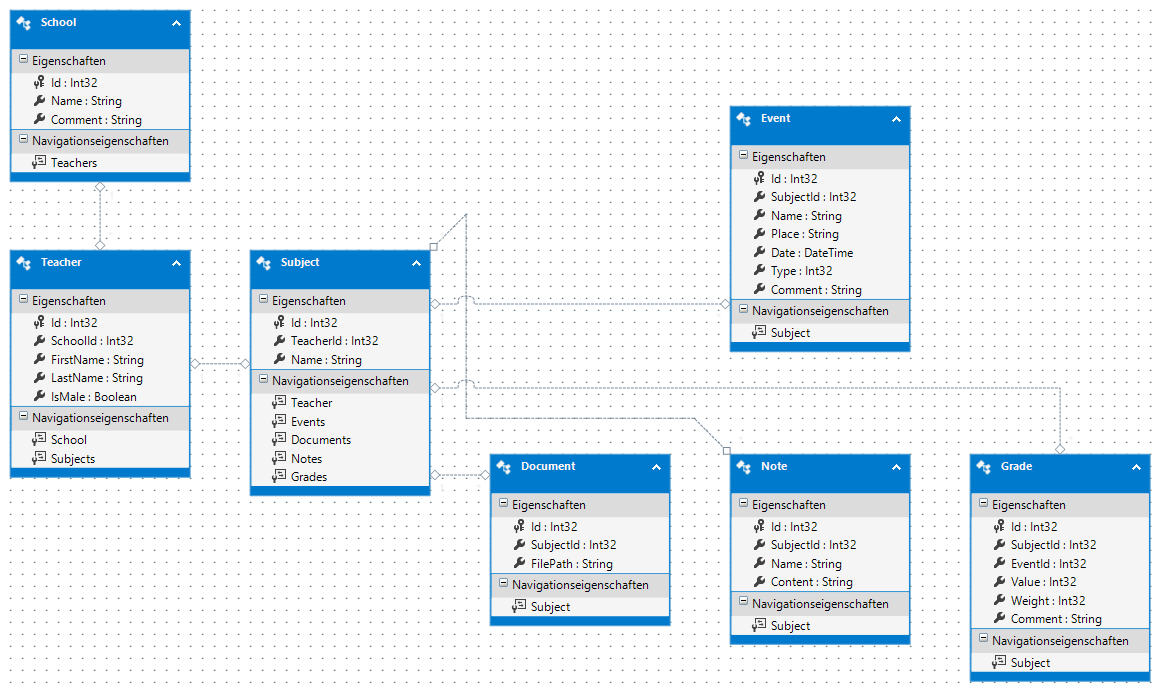 School
Eigenschaften
Id : Int32
Name : String
Comment : String
Navigationseigenschaften
Teachers
Teacher
Eigenschaften
Id : Int32
SchoolId : Int32
FirstName : String
LastName : String
IsMale : Boolean
Navigationseigenschaften
School
Subjects
Subject
Eigenschaften
Id : Int32
TeacherId : Int32
Name : String
Navigationseigenschaften
Teacher
Events
Documents
Notes
Grades
Event
Eigenschaften
Id : Int32
SubjectId : Int32
Name : String
Place : String
Date : DateTime
Type : Int32
Comment : String
Navigationseigenschaften
Subject
Document
Eigenschaften
Id : Int32
SubjectId : Int32
FilePath : String
Navigationseigenschaften
Subject
Note
Eigenschaften
Id : Int32
SubjectId : Int32
Name : String
Content : String
Navigationseigenschaften
Subject
Grade
Eigenschaften
Id : Int32
SubjectId : Int32
EventId : Int32
Value : Int32
Weight : Int32
Comment : String
Navigationseigenschaften
Subject